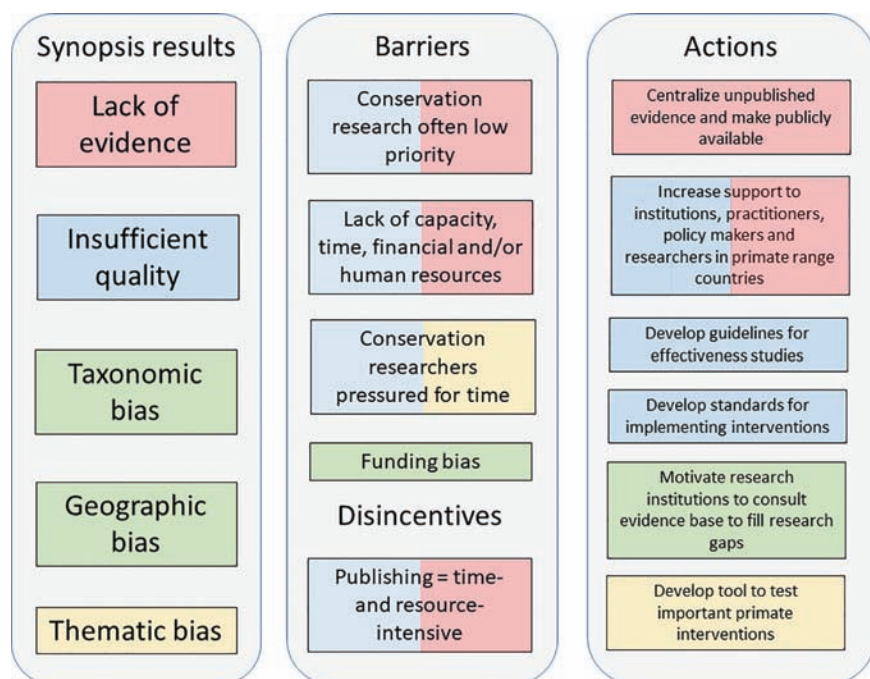 Synopsis results
Lack of
evidence
Insufficient
quality
Taxonomic
bias
Geographic
bias
Thematic bias
Barriers
Conservation
research often low
priority
Lack of capacity,
time, financial and/or
human resources
Conservation
researchers
pressured for time
Funding bias
Disincentives
Publishing = time-
and resource-
intensive
Actions
Centralize unpublished
evidence and make publicly
available
Increase support to
institutions, practitioners,
policy makers and
researchers in primate range
countries
Develop guidelines for
effectiveness studies
Develop standards for
implementing interventions
Motivate research
institutions to consult
evidence base to fill research
gaps
Develop tool to test
important primate
interventions